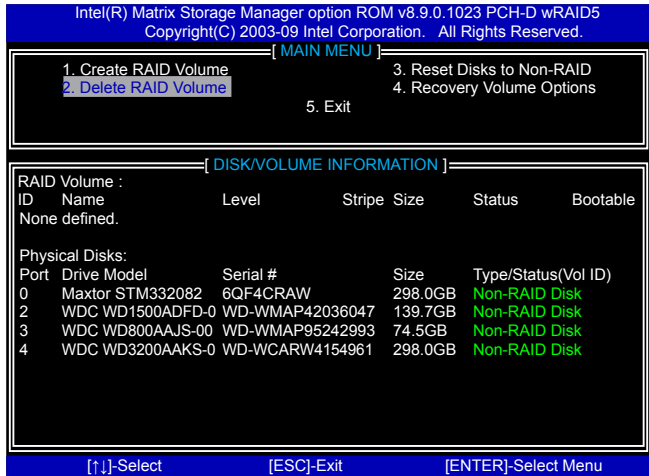 Intel(R) Matrix Storage Manager option ROM v8.9.0.1023 PCH-D wRAID5
Copyright(C) 2003-09 Intel Corporation. All Rights Reserved.
[ MAIN MENU ]
1. Create RAID Volume 3. Reset Disks to Non-RAID
2. Delete RAID Volume 4. Recovery Volume Options
5. Exit
[ DISK/VOLUME INFORMATION ]
RAID Volume :
ID Name Level Stripe Size Status Bootable
None defined.
Physical Disks:
Port Drive Model Serial # Size Type/Status(Vol ID)
0 Maxtor STM332082 6QF4CRAW 298.0GB Non-RAID Disk
2 WDC WD1500ADFD-0 WD-WMAP42036047 139.7GB Non-RAID Disk
3 WDC WD800AAJS-00 WD-WMAP95242993 74.5GB Non-RAID Disk
4 WDC WD3200AAKS-0 WD-WCARW4154961 298.0GB Non-RAID Disk
[↑↓]-Select [ESC]-Exit [ENTER]-Select Menu